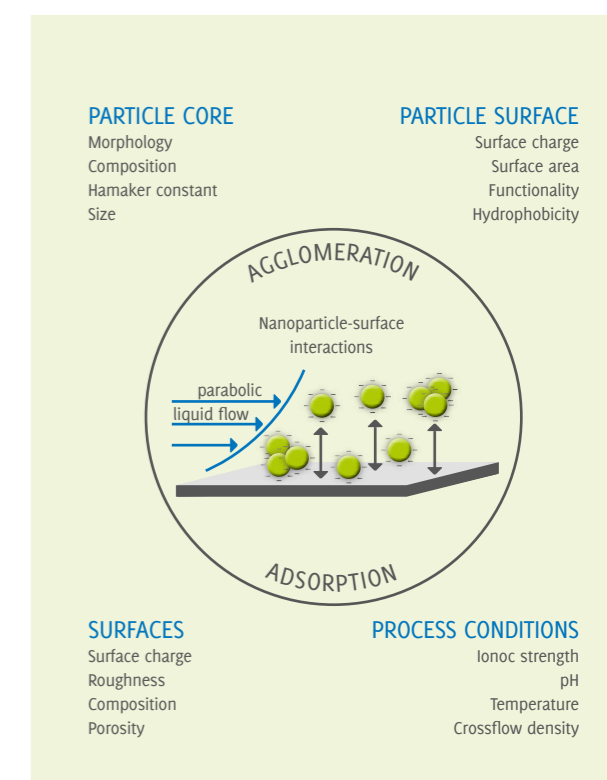 PARTICLE CORE
Morphology
Composition
Hamaker constant
Size
PARTICLE SURFACE
Surface charge
Surface area
Functionality
Hydrophobicity
AGGLOMERATION
Nanoparticle-surface
interactions
parabolic
liquid flow
ADSORPTION
SURFACES
Surface charge
Roughness
Composition
Porosity
PROCESS CONDITIONS
Ionoc strength
pH
Temperature
Crossflow density